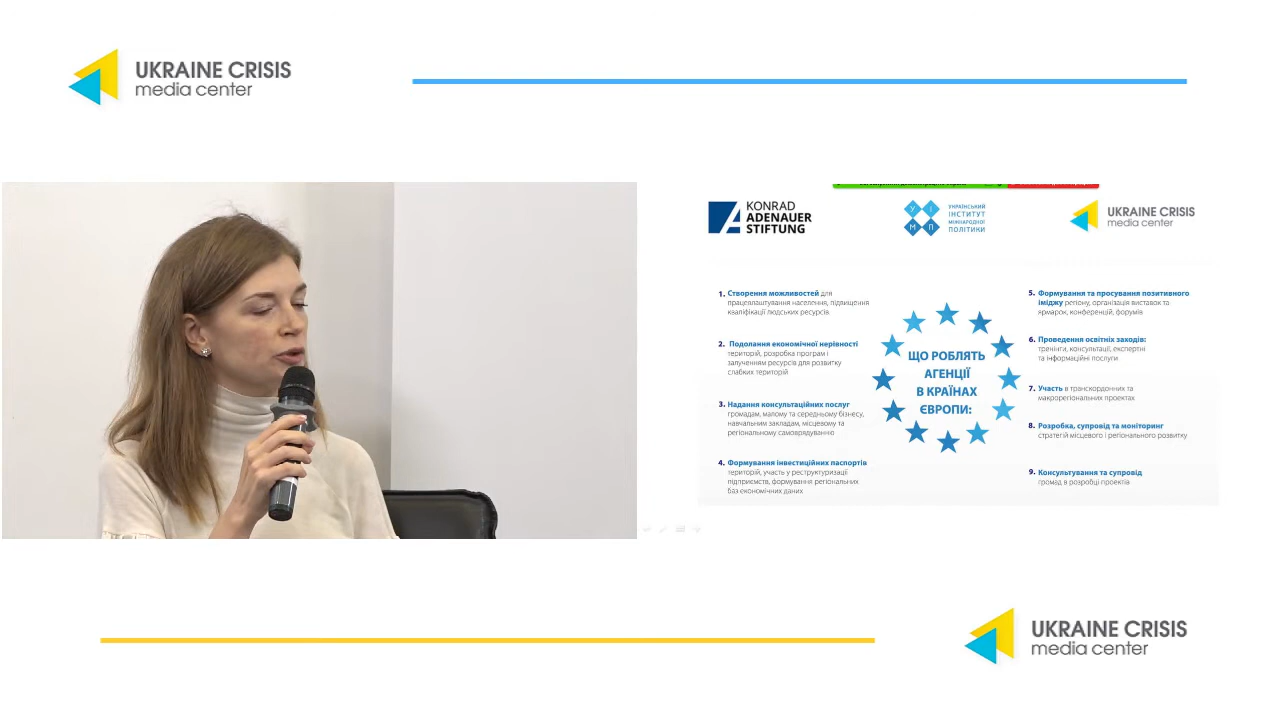 UKRAINE CRISIS
media center
KONRAD
ADENAUER
STIFTUNG
У І
М П
УКРАЇНСЬКИЙ
ІНСТИТУТ
МІЖНАРОДНОЇ
ПОЛІТИКИ
UKRAINE CRISIS
media center
1. Створення можливостей для
працевлаштування населення, підвищення
кваліфікації людських ресурсів.
2. Подолання економічної нерівності
територій, розробка програм і
залученням ресурсів для розвитку
слабких територій
3. Надання консультаційних послуг
громадам, малому та середньому бізнесу,
навчальним закладам, місцевому та
регіональному самоврядуванню
4. Формування інвестиційних паспортів
територій, участь у реструктуризації
підприємств, формування регіональних
баз економічних даних
ЩО РОБЛЯТЬ
АГЕНЦІЇ
В КРАЇНАХ
ЄВРОПИ:
5. Формування та просування позитивного
іміджу регіону, організація виставок та
ярмарок, конференцій, форумів
6. Проведення освітніх заходів:
тренінги, консультації, експертні
та інформаційні послуги
7. Участь в транскордонних та
макрорегіональних проектах
8. Розробка, супровід та моніторинг
стратегій місцевого і регіонального розвитку
9. Консультування та супровід
громад в розробці проектів
UKRAINE CRISIS
media center